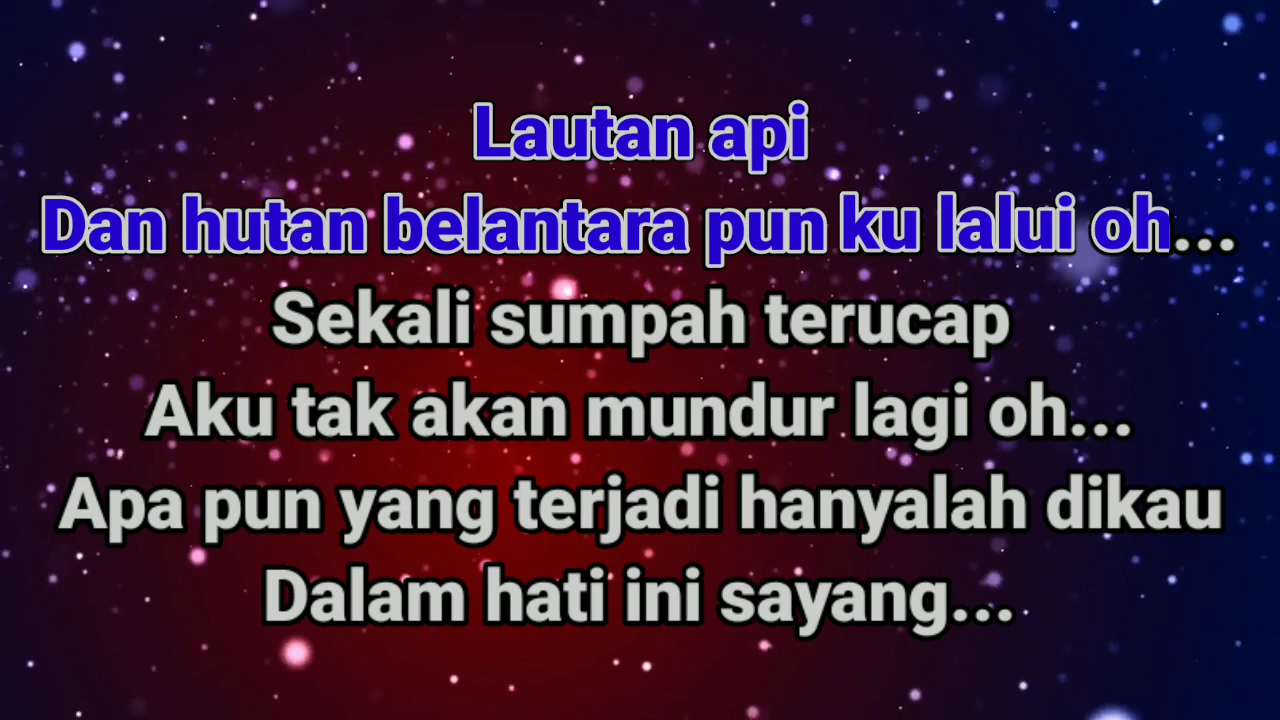 Lautan api
Dan hutan belantara pun ku lalui oh...
Sekali sumpah terucap
Aku tak akan mundur lagi oh...
Apa pun yang terjadi hanyalah dikau
Dalam hati ini sayang...